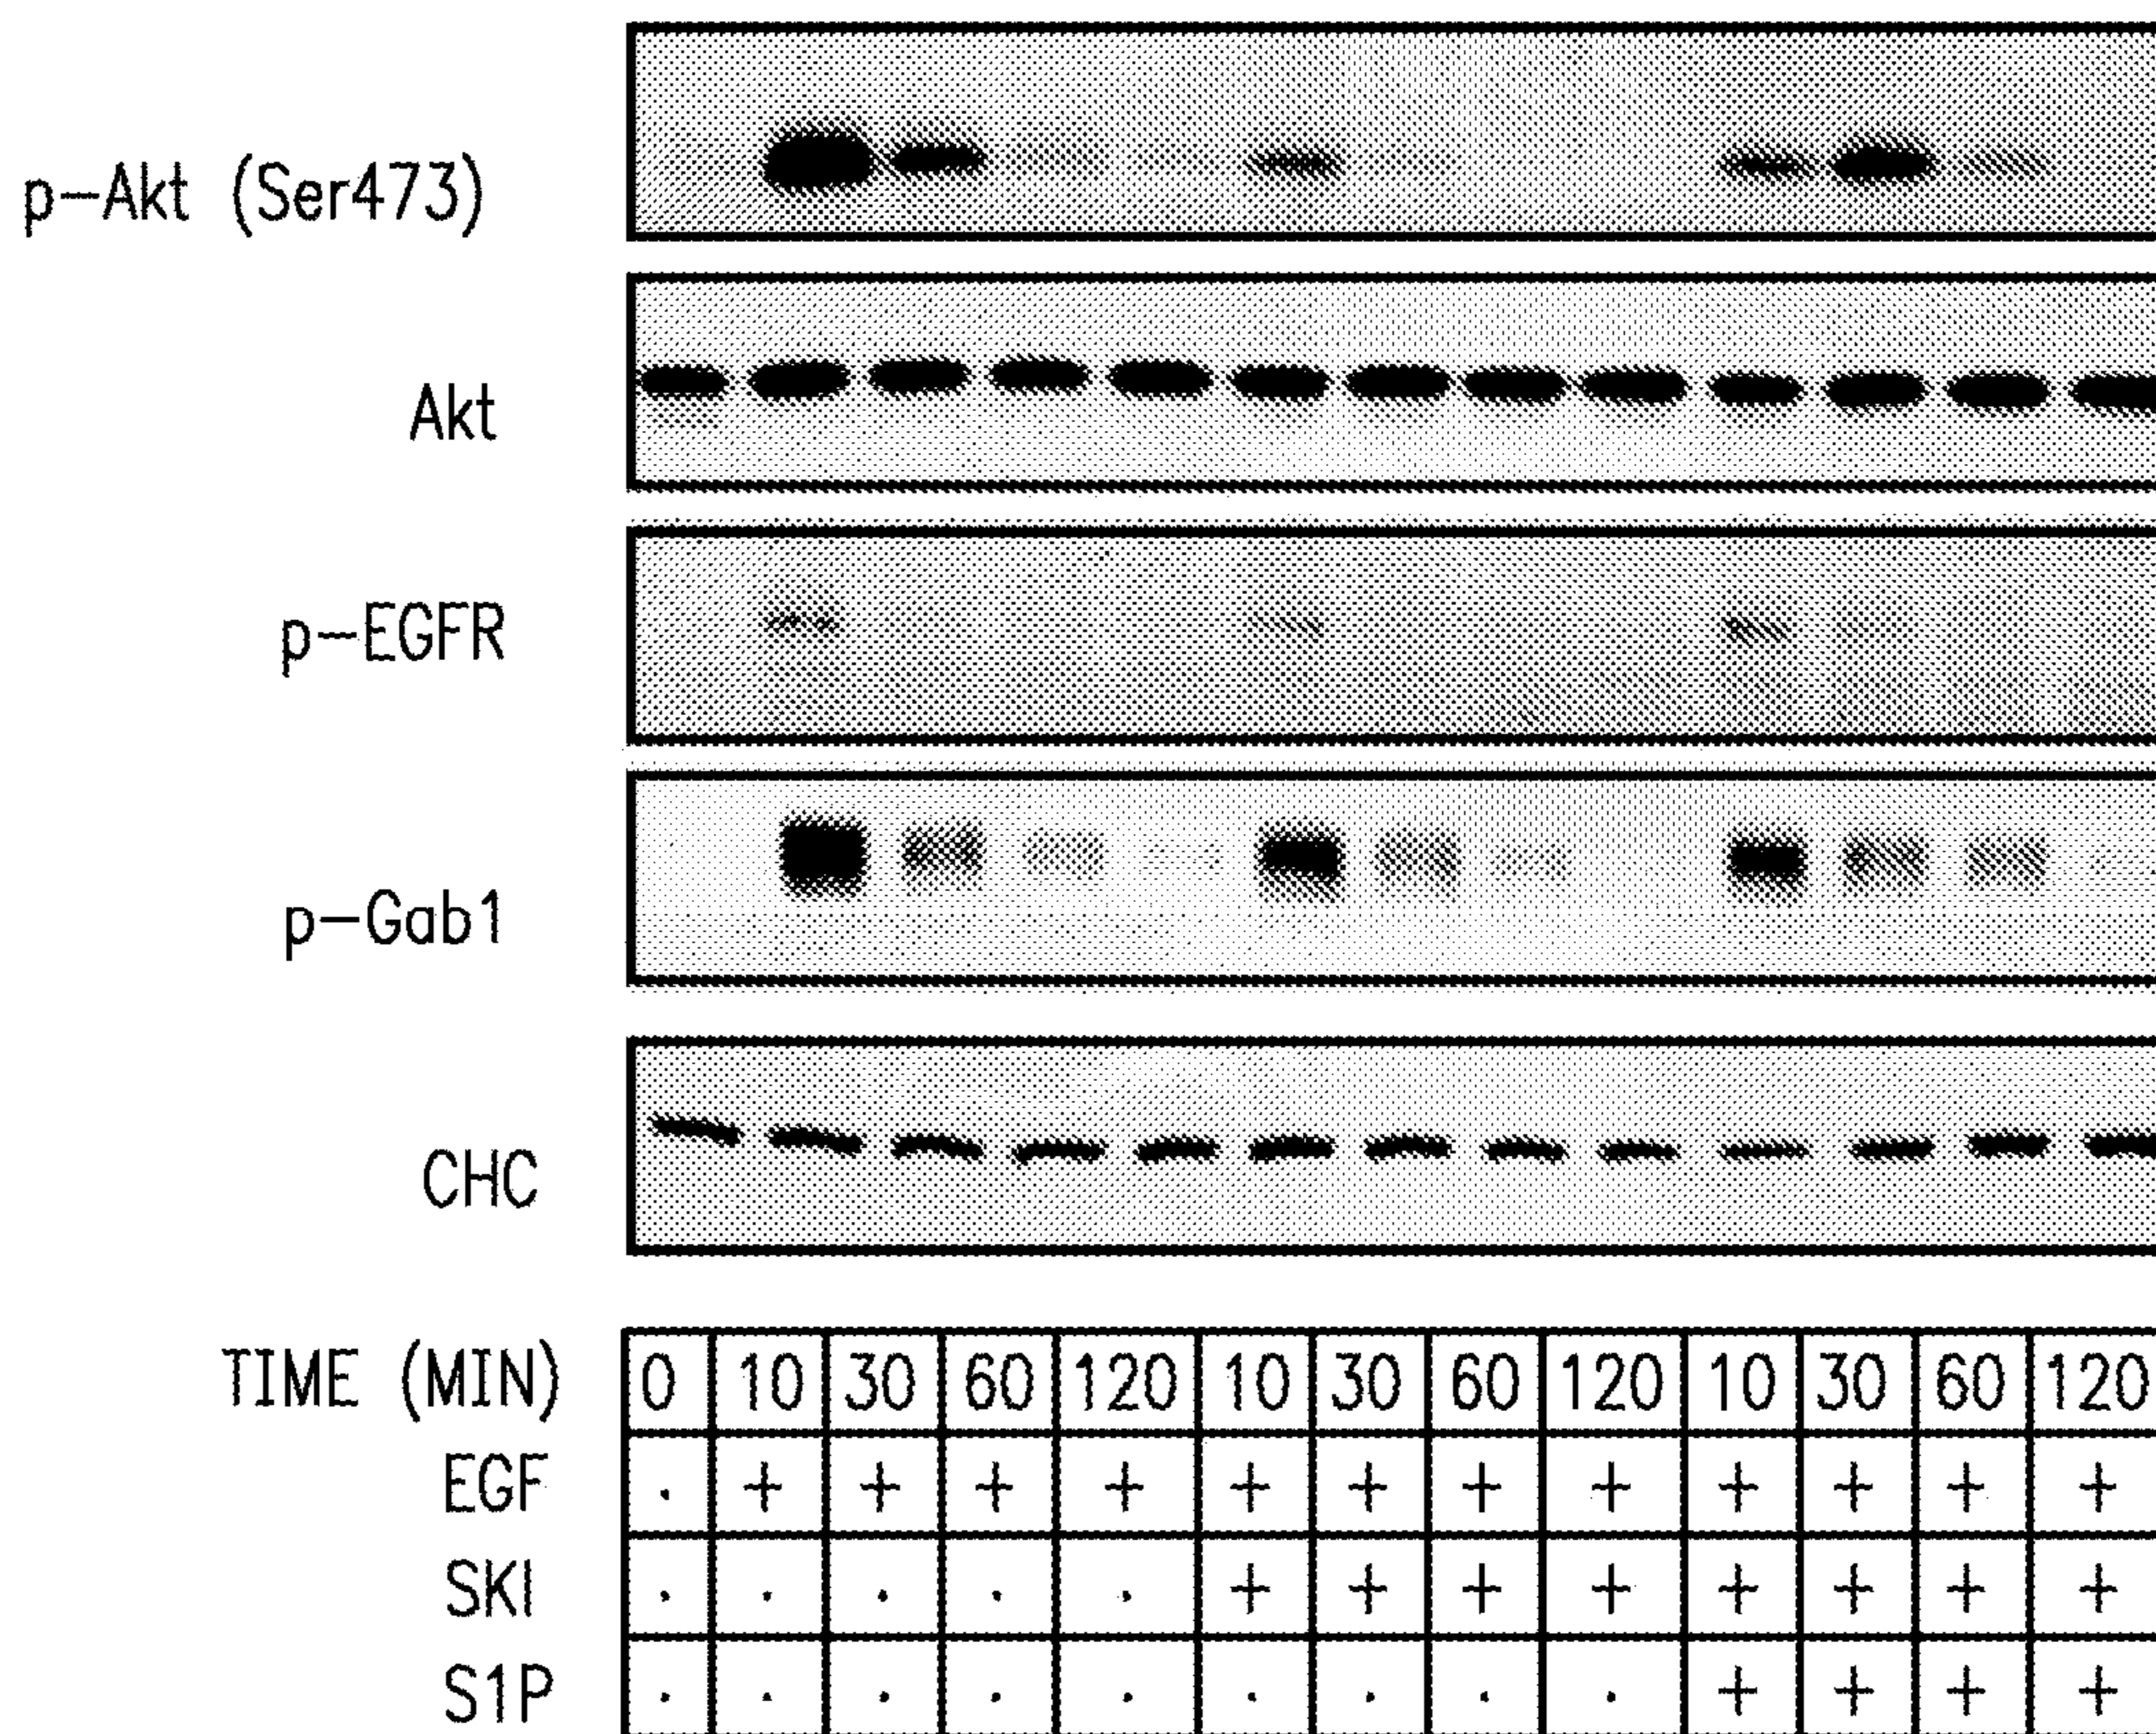 p-Akt (Ser473)
Akt
p-EGFR
p-Gab1
CHC
TIME (MIN) 0 10 30 60 120 10 30 60 120 10 30 60 120
EGF . + + + + + + + + + + + +
SKI . . . . . + + + + + + + +
S1P . . . . . . . . . + + + +